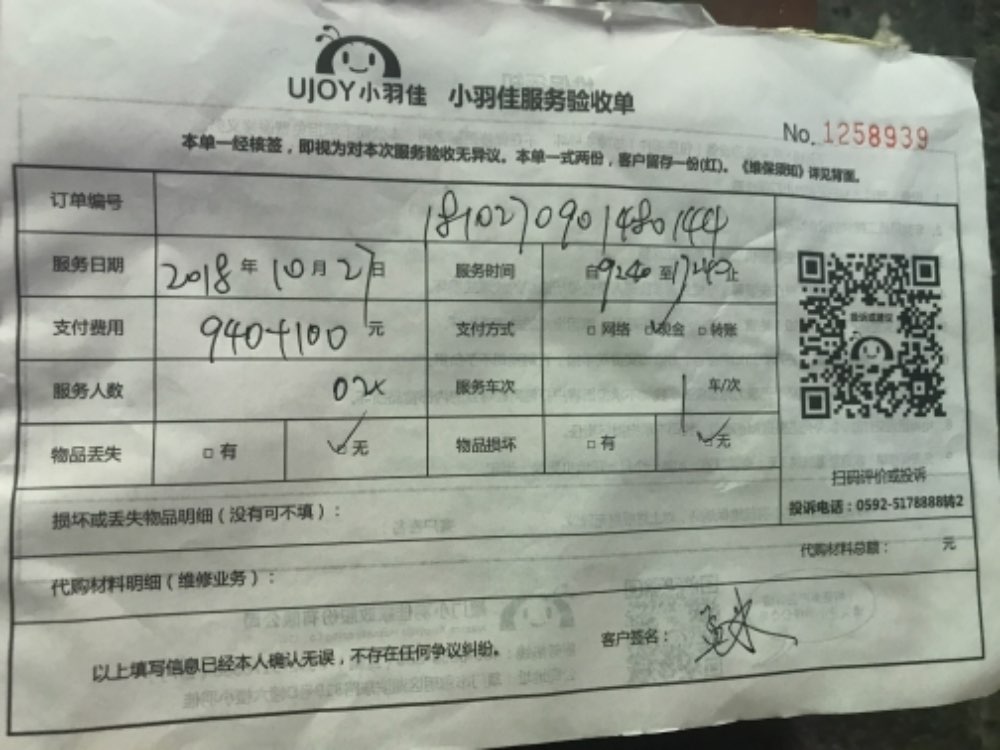 UJOY小羽佳 小羽佳服务验收单
No. 1258939
本单一经核签，即视为对本次服务验收无异议。本单一式两份，客户留存一份(红)。《维保须知》详见背面。
订单编号 1810270901480144
服务日期 2018年10月27日 服务时间 自9:40至17:40止
支付费用 940+100元 支付方式 □网络 ✓现金 □转账
服务人数 02 服务车次 1 车/次
物品丢失 □有 ✓无 物品损坏 □有 ✓无
投诉或建议
扫码评价或投诉
投诉电话：0592-5178888转2
损坏或丢失物品明细（没有可不填）：
代购材料明细（维修业务）： 代购材料总额： 元
以上填写信息已经本人确认无误，不存在任何争议纠纷。 客户签名：